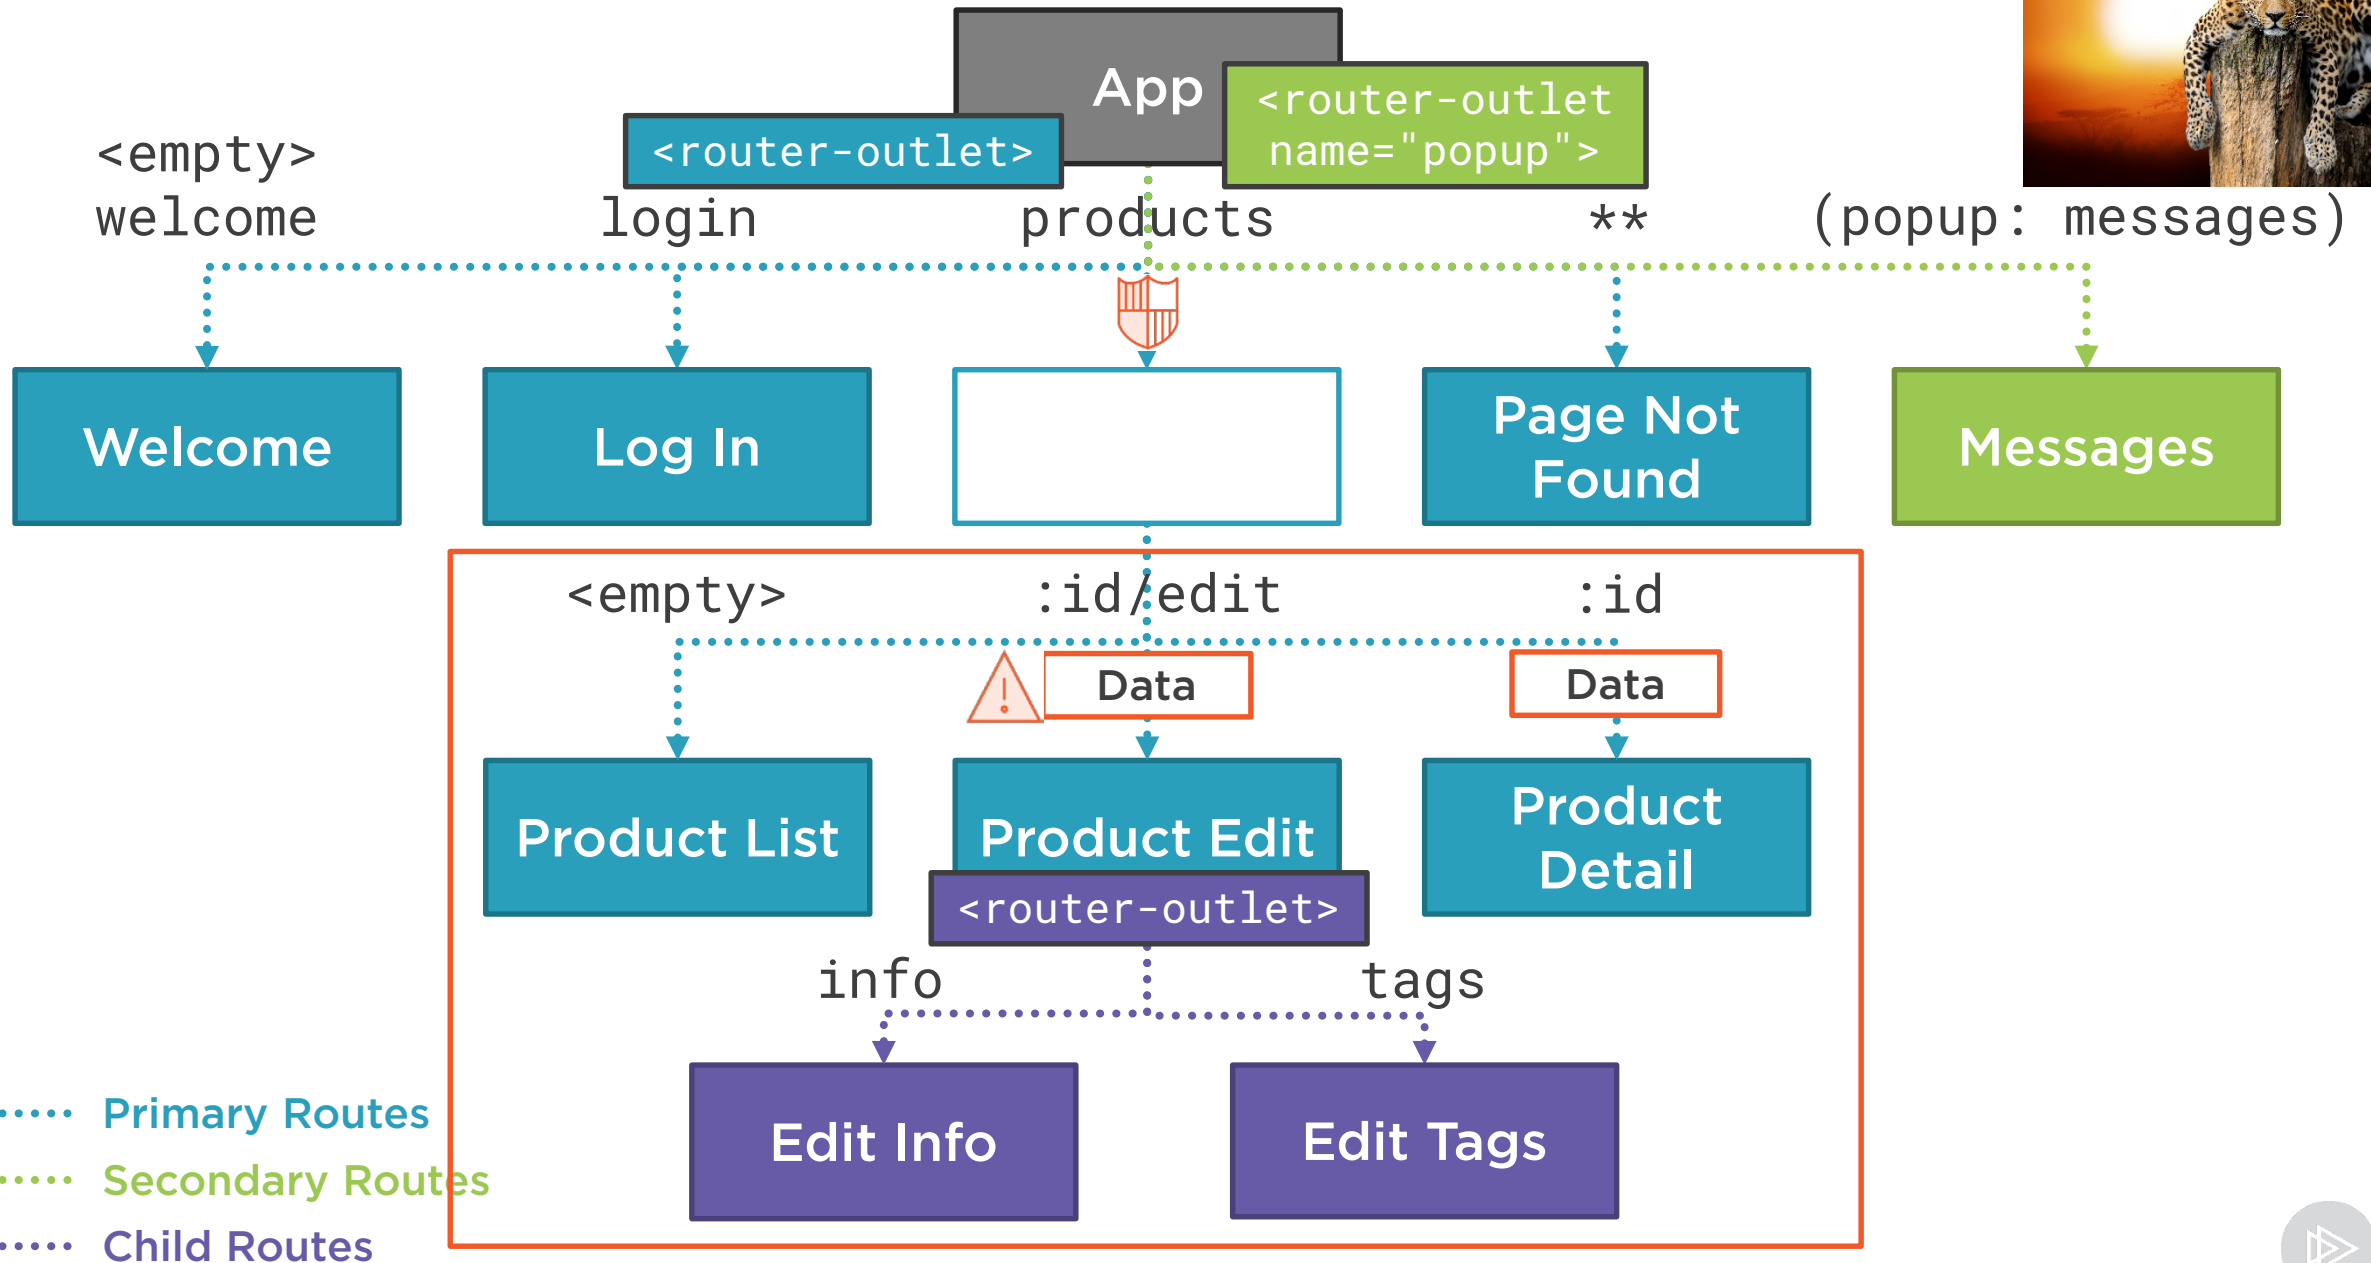 App
<router-outlet>
<router-outlet
name="popup">
<empty>
welcome
login
products
**
(popup: messages)
Welcome
Log In
Page Not
Found
Messages
<empty>
:id/edit
:id
Data
Data
Product List
Product Edit
Product
Detail
<router-outlet>
info
tags
Edit Info
Edit Tags
Primary Routes
Secondary Routes
Child Routes